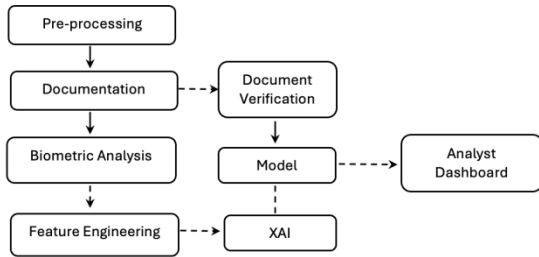 Pre-processing
Documentation
Document
Verification
Biometric Analysis
Model
Analyst
Dashboard
Feature Engineering
XAI